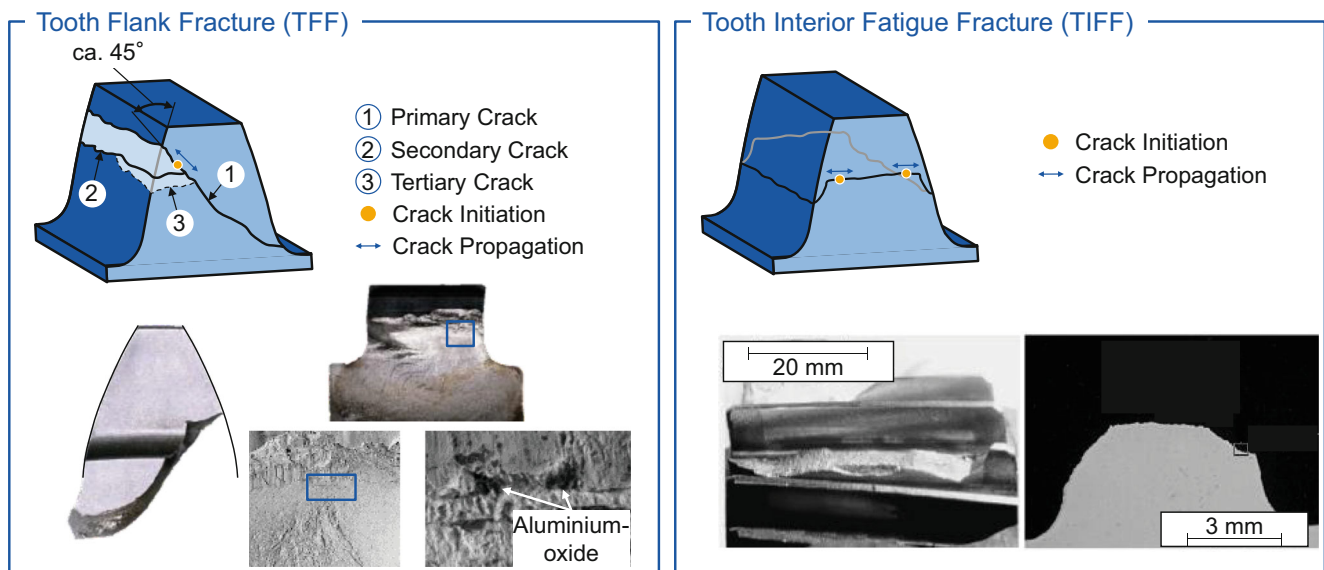 Tooth Flank Fracture (TFF)
ca. 45°
1 Primary Crack
2 Secondary Crack
3 Tertiary Crack
Crack Initiation
Crack Propagation
1
2
3
Aluminium-
oxide
Tooth Interior Fatigue Fracture (TIFF)
Crack Initiation
Crack Propagation
20 mm
3 mm